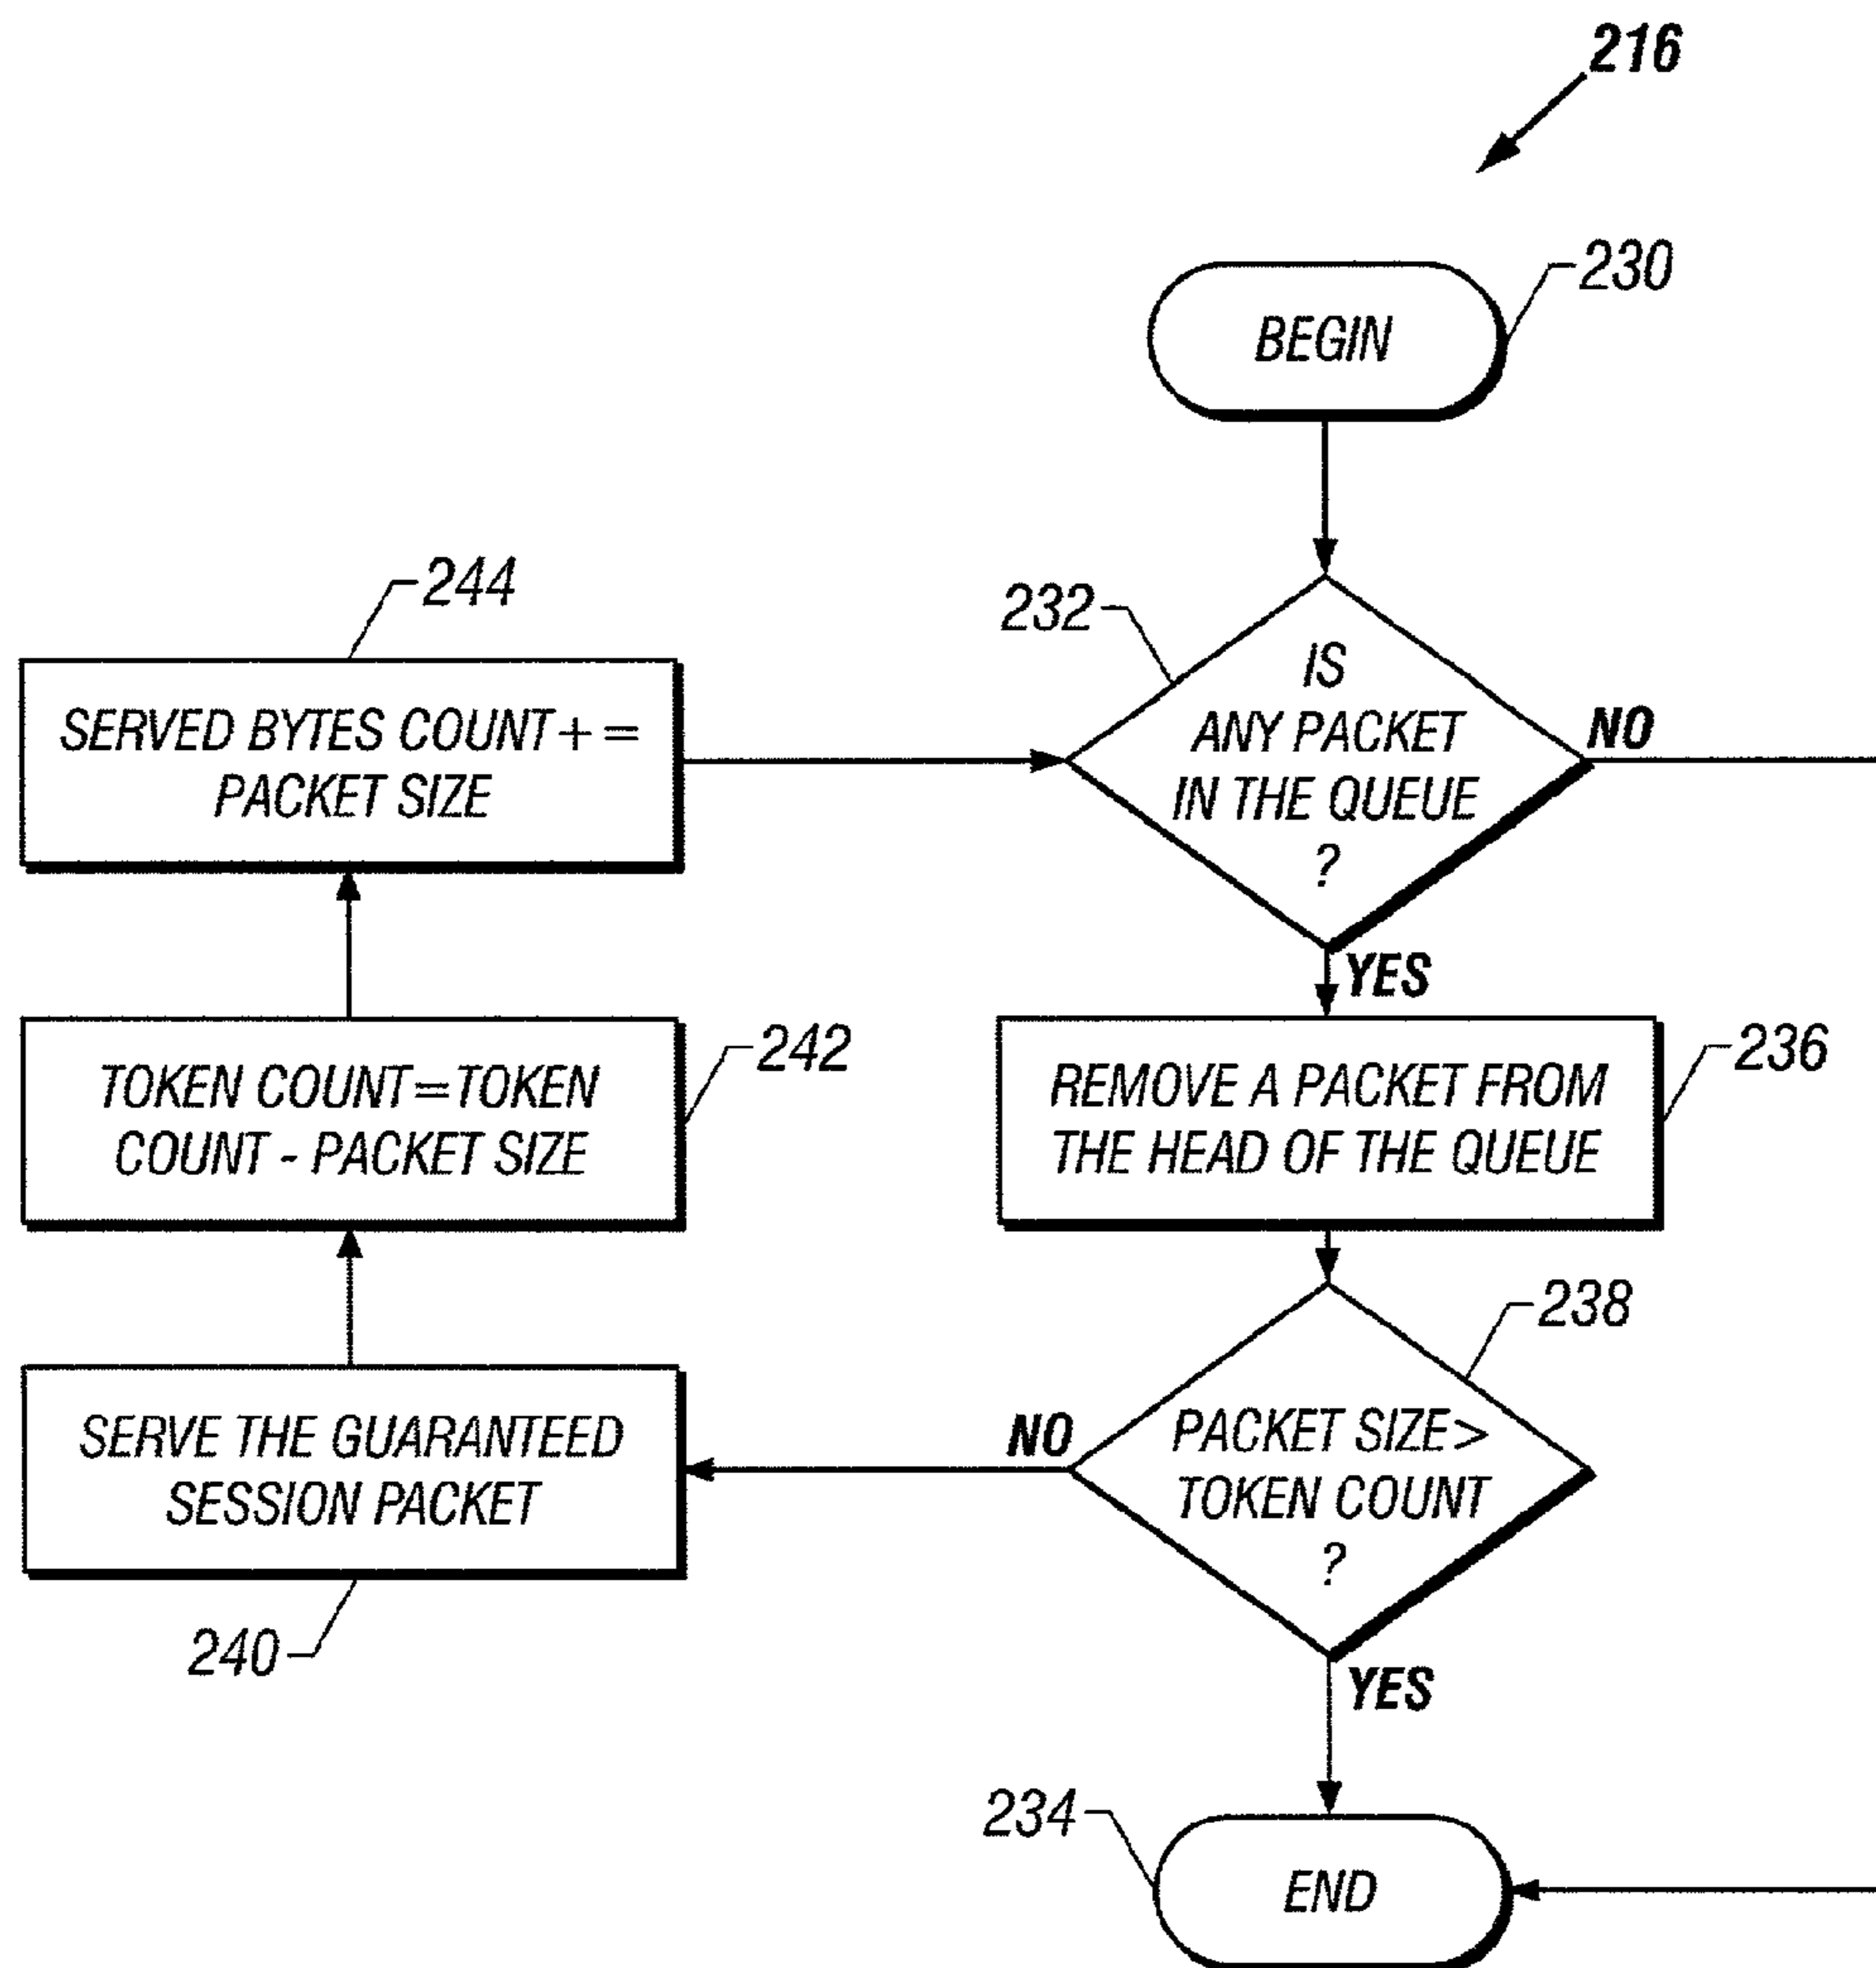 216
230
BEGIN
244
232
IS
ANY PACKET
IN THE QUEUE
?
NO
SERVED BYTES COUNT+=
PACKET SIZE
YES
242
TOKEN COUNT=TOKEN
COUNT - PACKET SIZE
236
REMOVE A PACKET FROM
THE HEAD OF THE QUEUE
238
PACKET SIZE>
TOKEN COUNT
?
NO
SERVE THE GUARANTEED
SESSION PACKET
240
YES
234
END